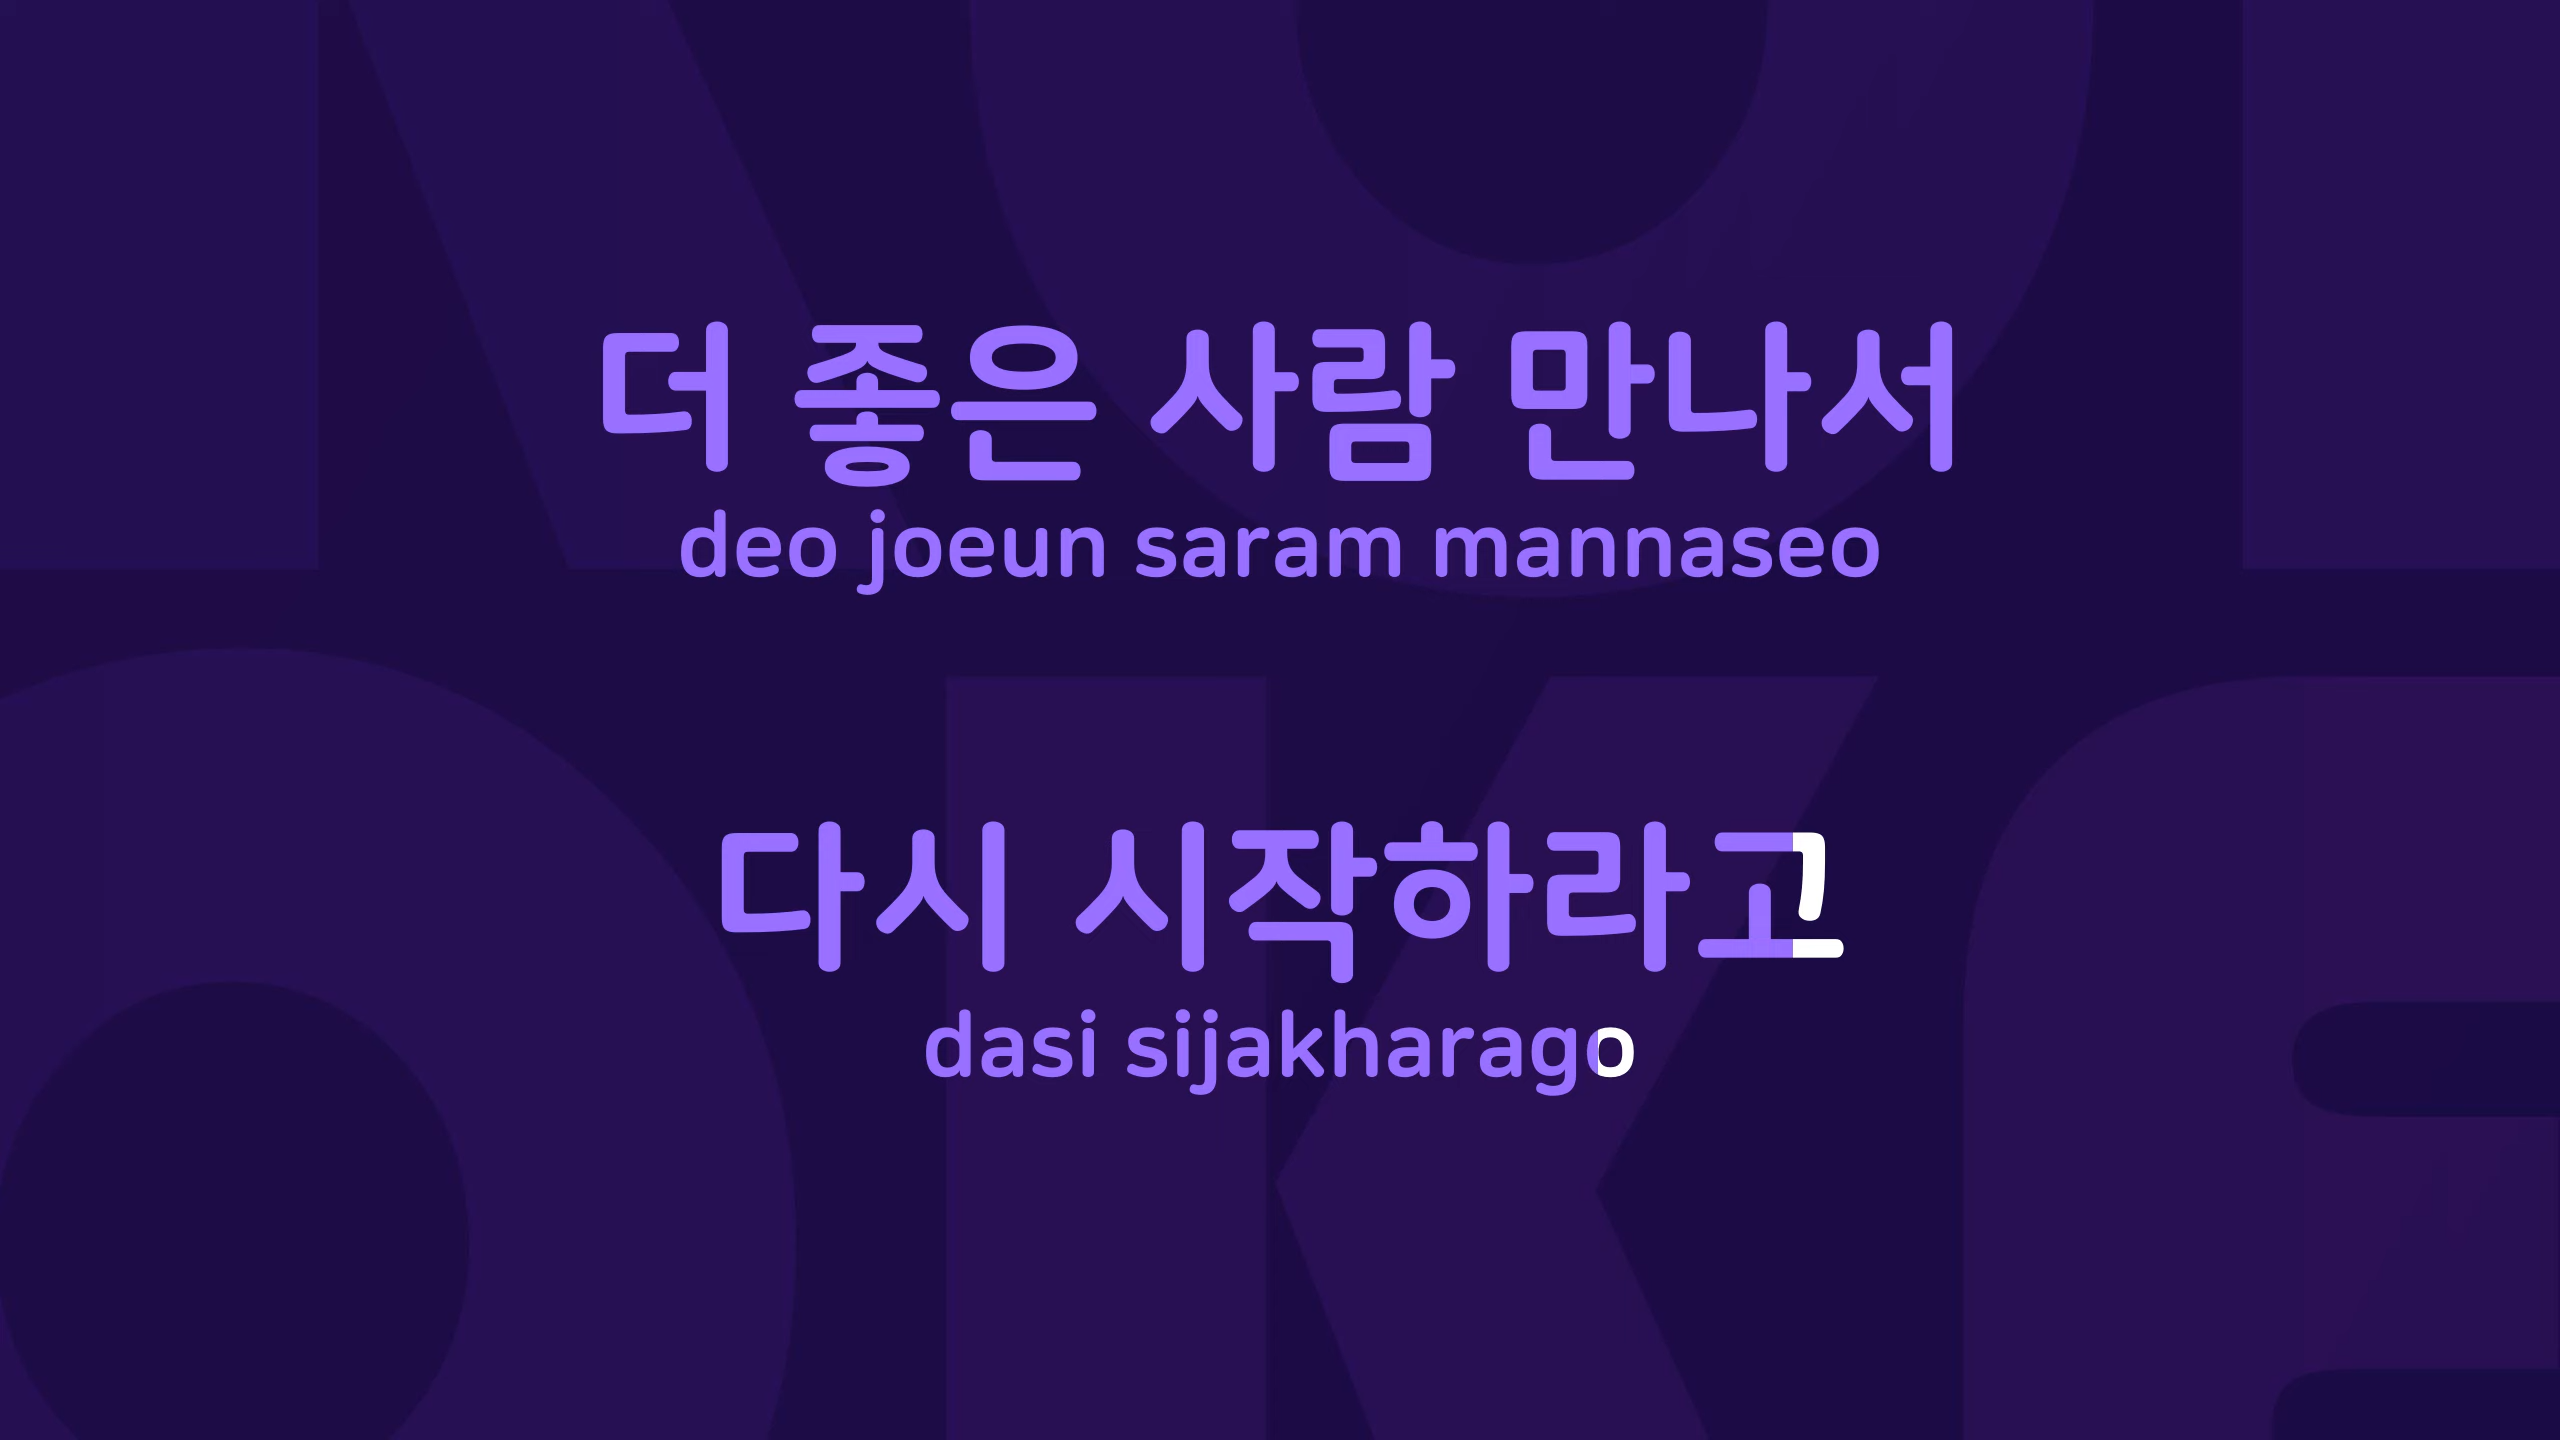 더 좋은 사람 만나서
deo joeun saram mannaseo
다시 시작하라고
dasi sijakharago